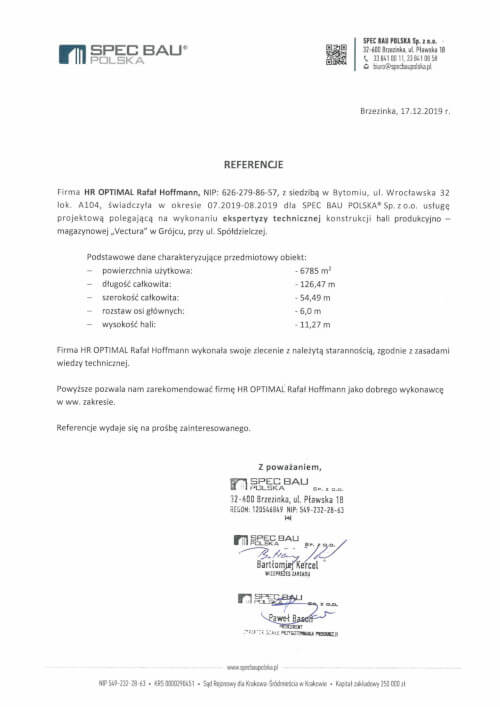 SPEC BAU®
POLSKA
SPEC BAU POLSKA Sp. z o.o.
32-600 Brzezinka, ul. Pławska 18
33 841 00 11, 33 841 00 58
biuro@specbaupolska.pl
Brzezinka, 17.12.2019 r.
REFERENCJE
Firma HR OPTIMAL Rafał Hoffmann, NIP: 626-279-86-57, z siedzibą w Bytomiu, ul. Wrocławska 32
lok. A104, świadczyła w okresie 07.2019-08.2019 dla SPEC BAU POLSKA® Sp. z o.o. usługę
projektową polegającą na wykonaniu ekspertyzy technicznej konstrukcji hali produkcyjno –
magazynowej „Vectura” w Grójcu, przy ul. Spółdzielczej.
Podstawowe dane charakteryzujące przedmiotowy obiekt:
– powierzchnia użytkowa: - 6785 m²
– długość całkowita: - 126,47 m
– szerokość całkowita: - 54,49 m
– rozstaw osi głównych: - 6,0 m
– wysokość hali: - 11,27 m
Firma HR OPTIMAL Rafał Hoffmann wykonała swoje zlecenie z należytą starannością, zgodnie z zasadami
wiedzy technicznej.
Powyższe pozwala nam zarekomendować firmę HR OPTIMAL Rafał Hoffmann jako dobrego wykonawcę
w ww. zakresie.
Referencje wydaje się na prośbę zainteresowanego.
Z poważaniem,
SPEC BAU
POLSKA Sp. z o.o.
32-600 Brzezinka, ul. Pławska 18
REGON: 120546849 NIP: 549-232-28-63
SPEC BAU
POLSKA Sp. z o.o.
Bartłomiej Kercel
WICEPREZES ZARZĄDU
SPEC BAU
POLSKA Sp. z o.o.
Paweł Basoń
PROKURENT
www.specbaupolska.pl
NIP 549-232-28-63 • KRS 0000290451 • Sąd Rejonowy dla Krakowa-Śródmieścia w Krakowie • Kapitał zakładowy 350 000 zł